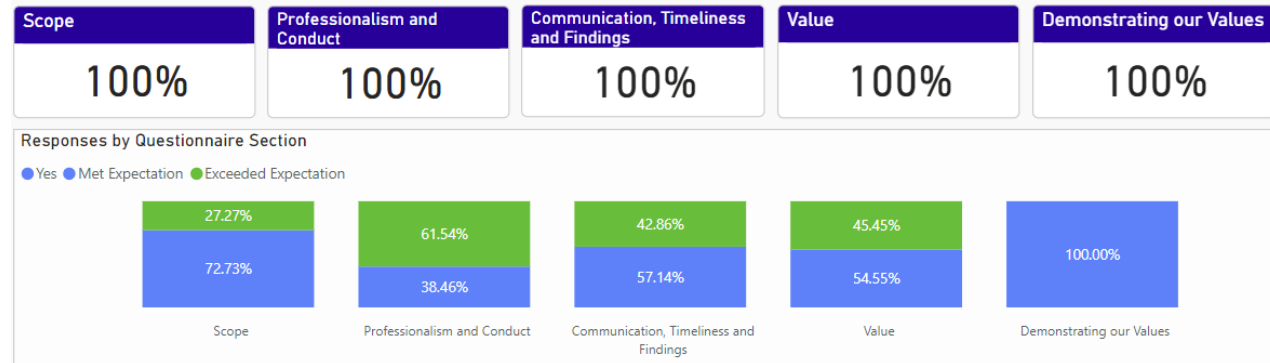 Scope
Professionalism and
Conduct
Communication, Timeliness
and Findings
Value
Demonstrating our Values
100%
100%
100%
100%
100%
Responses by Questionnaire Section
Yes Met Expectation Exceeded Expectation
27.27%
61.54%
42.86%
45.45%
100.00%
72.73%
38.46%
57.14%
54.55%
Scope
Professionalism and Conduct
Communication, Timeliness and
Findings
Value
Demonstrating our Values